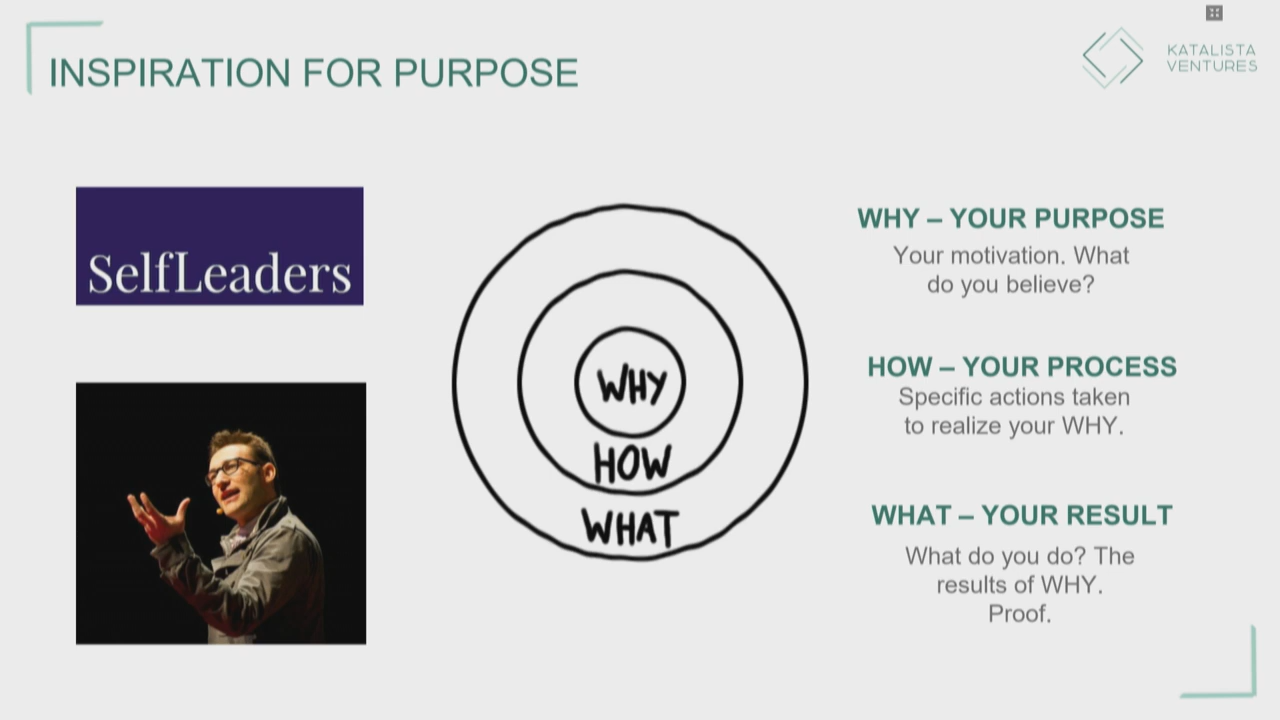 INSPIRATION FOR PURPOSE
KATALISTA
VENTURES
SelfLeaders
WHY
HOW
WHAT
WHY – YOUR PURPOSE
Your motivation. What
do you believe?
HOW – YOUR PROCESS
Specific actions taken
to realize your WHY.
WHAT – YOUR RESULT
What do you do? The
results of WHY.
Proof.